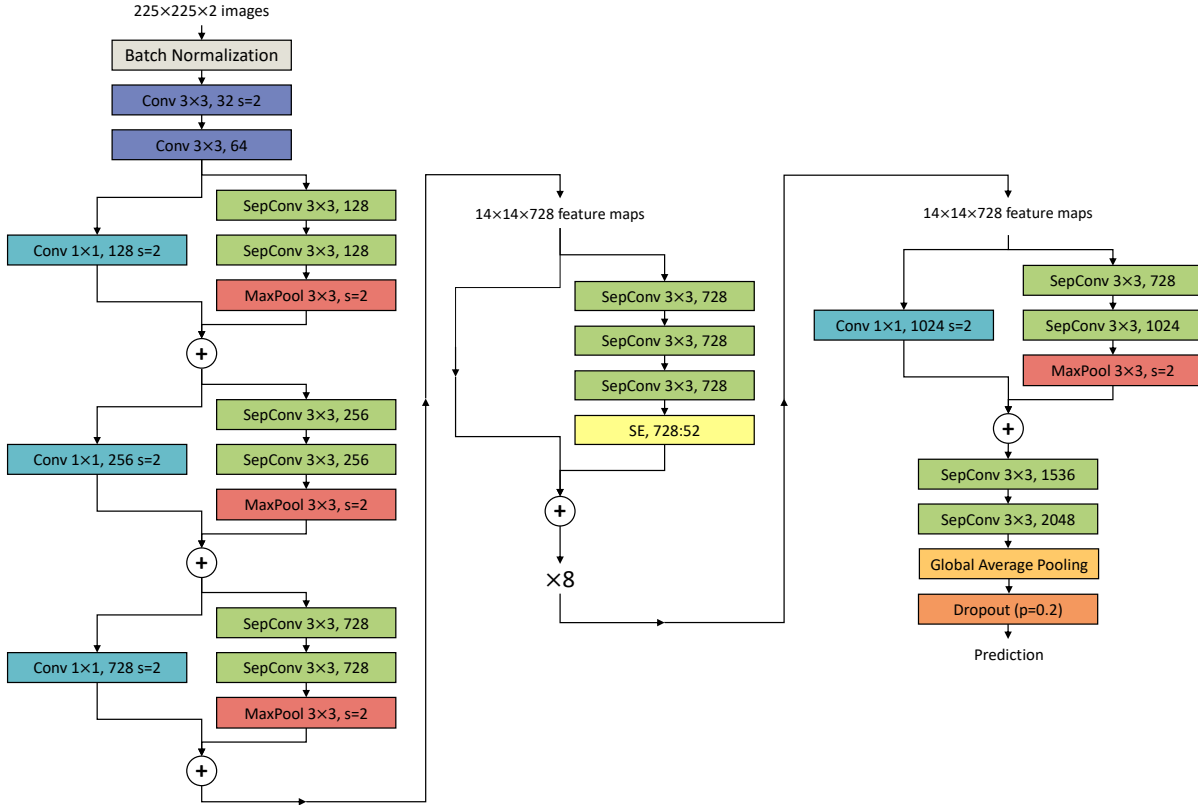 225×225×2 images
Batch Normalization
Conv 3×3, 32 s=2
Conv 3×3, 64
SepConv 3×3, 128
Conv 1×1, 128 s=2
SepConv 3×3, 128
MaxPool 3×3, s=2
+
SepConv 3×3, 256
Conv 1×1, 256 s=2
SepConv 3×3, 256
MaxPool 3×3, s=2
+
SepConv 3×3, 728
Conv 1×1, 728 s=2
SepConv 3×3, 728
MaxPool 3×3, s=2
+
14×14×728 feature maps
SepConv 3×3, 728
SepConv 3×3, 728
SepConv 3×3, 728
SE, 728:52
+
×8
14×14×728 feature maps
SepConv 3×3, 728
Conv 1×1, 1024 s=2
SepConv 3×3, 1024
MaxPool 3×3, s=2
+
SepConv 3×3, 1536
SepConv 3×3, 2048
Global Average Pooling
Dropout (p=0.2)
Prediction